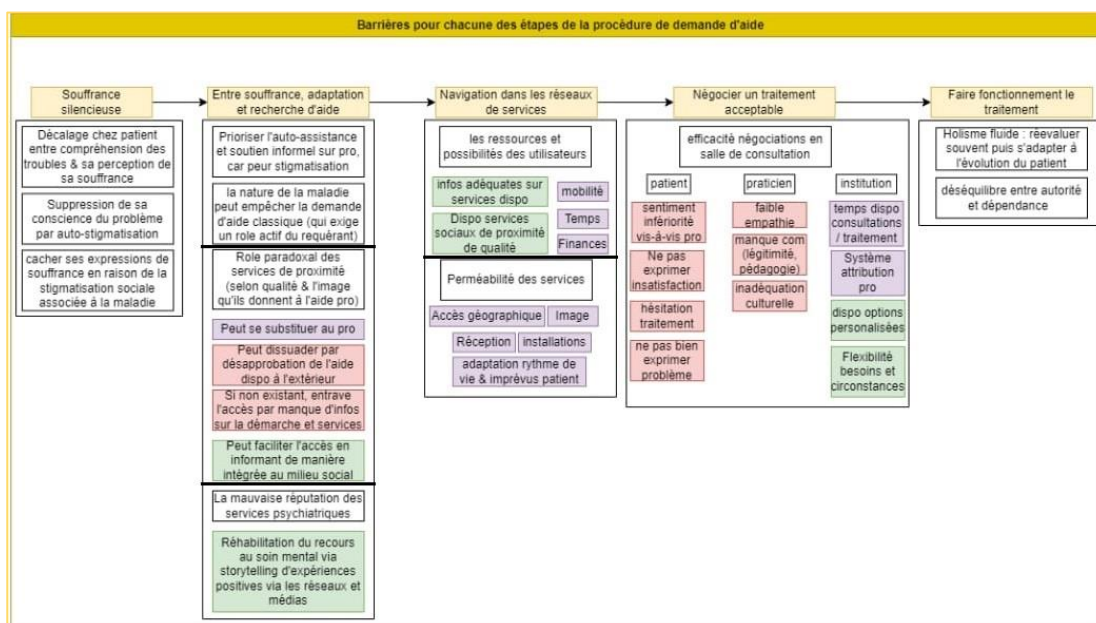 Barrières pour chacune des étapes de la procédure de demande d'aide
Souffrance
silencieuse
Décalage chez patient
entre compréhension des
troubles & sa perception de
sa souffrance
Suppression de sa
conscience du problème
par auto-stigmatisation
cacher ses expressions de
souffrance en raison de la
stigmatisation sociale
associée à la maladie
Entre souffrance, adaptation
et recherche d'aide
Prioriser l'auto-assistance
et soutien informel sur pro,
car peur stigmatisation
la nature de la maladie
peut empêcher la demande
d'aide classique (qui exige
un role actif du requérant)
Role paradoxal des
services de proximité
(selon qualité & l'image
qu'ils donnent à l'aide pro)
Peut se substituer au pro
Peut dissuader par
désapprobation de l'aide
dispo à l'extérieur
Si non existant, entrave
l'accès par manque d'infos
sur la démarche et services
Peut faciliter l'accès en
informant de manière
intégrée au milieu social
La mauvaise réputation des
services psychiatriques
Réhabilitation du recours
au soin mental via
storytelling d'expériences
positives via les réseaux et
médias
Navigation dans les réseaux
de services
les ressources et
possibilités des utilisateurs
infos adéquates sur
services dispo
Dispo services
sociaux de proximité
de qualité
mobilité
Temps
Finances
Perméabilité des services
Accès géographique
Image
Réception
installations
adaptation rythme de
vie & imprévus patient
Négocier un traitement
acceptable
efficacité négociations en
salle de consultation
patient
sentiment
infériorité
vis-à-vis pro
Ne pas
exprimer
insatisfaction
hésitation
traitement
ne pas bien
exprimer
problème
praticien
faible
empathie
manque com
(légitimité,
pédagogie)
inadéquation
culturelle
institution
temps dispo
consultations
/ traitement
Système
attribution
pro
dispo options
personalisées
Flexibilité
besoins et
circonstances
Faire fonctionnement le
traitement
Holisme fluide : réevaluer
souvent puis s'adapter à
l'évolution du patient
déséquilibre entre autorité
et dépendance